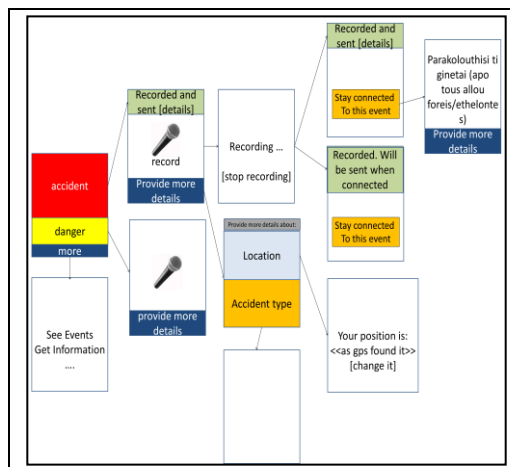 accident
danger
more
See Events
Get Information
....
Recorded and
sent [details]
record
Provide more
details
provide more
details
Recording ...
[stop recording]
Provide more details about:
Location
Accident type
Recorded and
sent [details]
Stay connected
To this event
Recorded. Will
be sent when
connected
Stay connected
To this event
Parakolouthisi ti
ginetai (apo
tous allou
foreis/ethelonte
s)
Provide more
details
Your position is:
<<as gps found it>>
[change it]